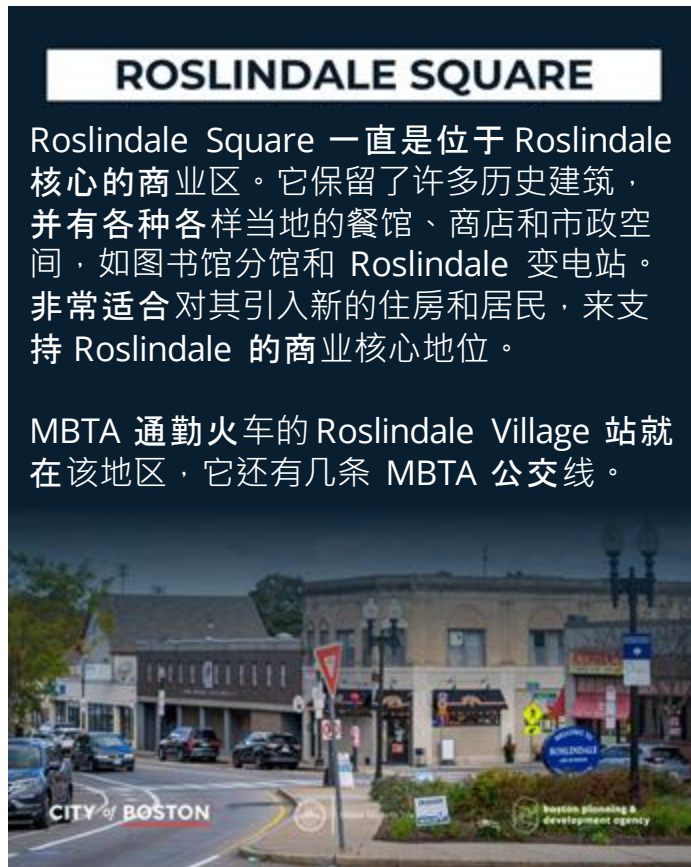 ROSLINDALE SQUARE
Roslindale Square 一直是位于 Roslindale
核心的商业区。它保留了许多历史建筑，
并有各种各样当地的餐馆、商店和市政空
间，如图书馆分馆和 Roslindale 变电站。
非常适合对其引入新的住房和居民，来支
持 Roslindale 的商业核心地位。
MBTA 通勤火车的 Roslindale Village 站就
在该地区，它还有几条 MBTA 公交线。
WELCOME TO
ROSLINDALE
CITY of BOSTON
boston planning &
development agency